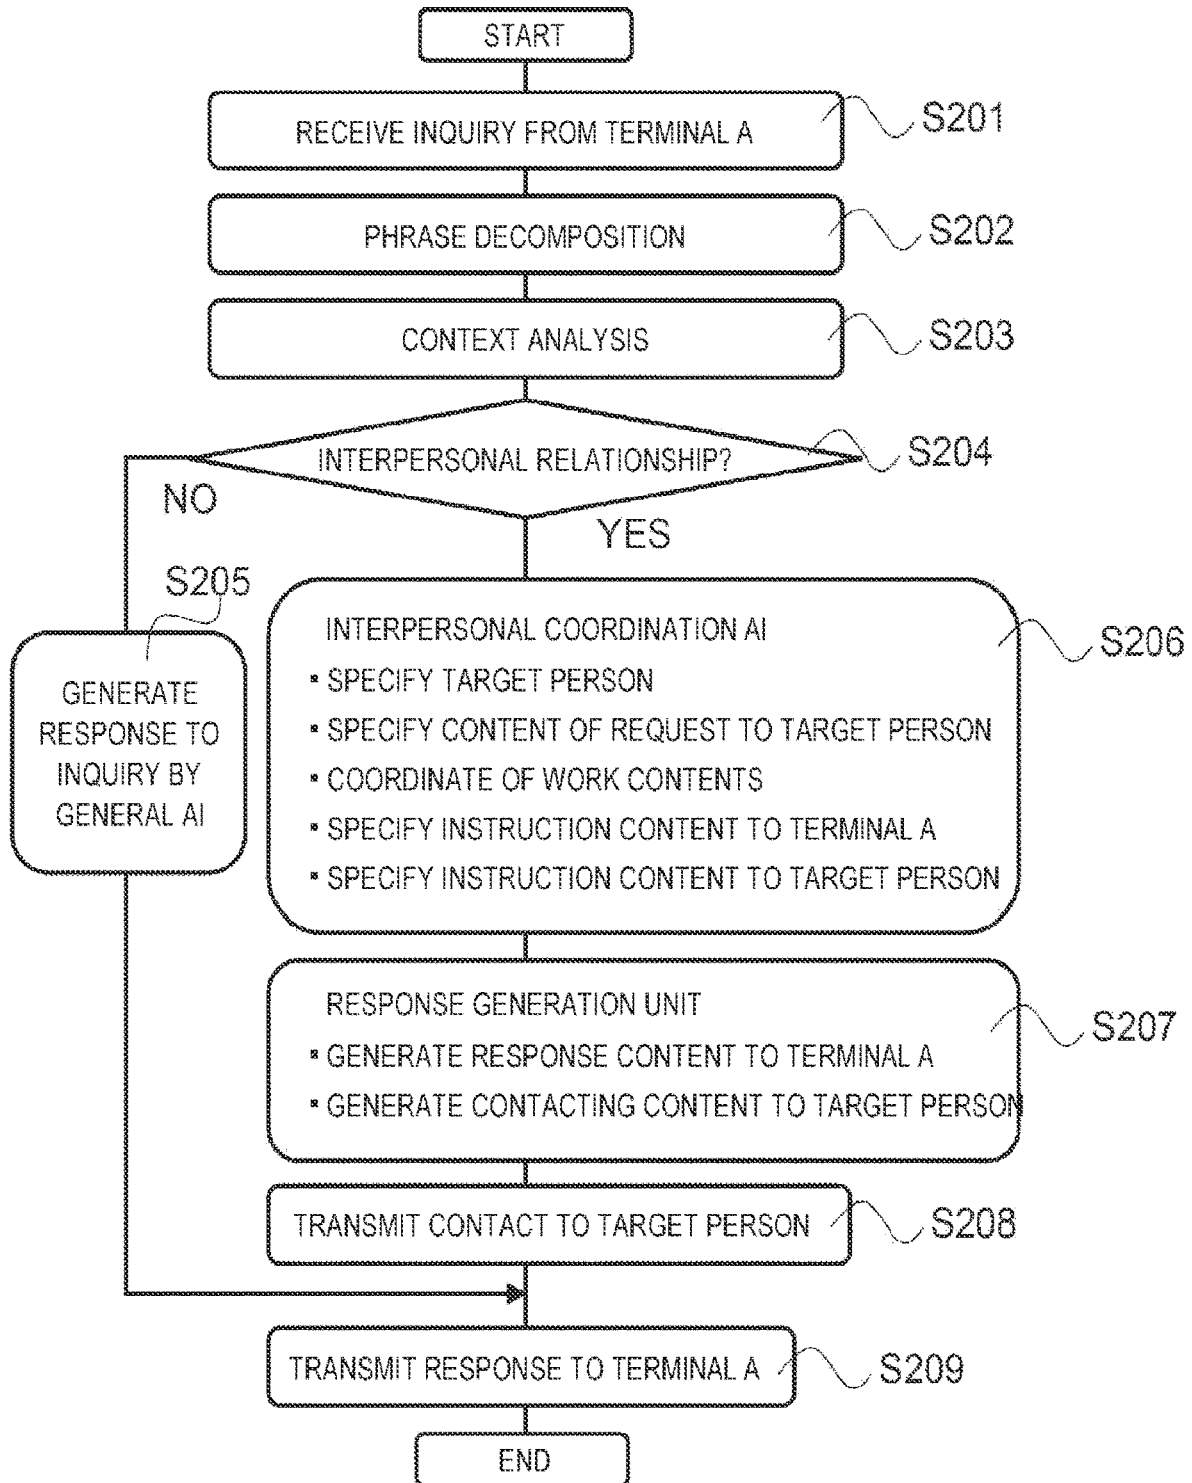 START
RECEIVE INQUIRY FROM TERMINAL A
S201
PHRASE DECOMPOSITION
S202
CONTEXT ANALYSIS
S203
INTERPERSONAL RELATIONSHIP?
S204
NO
YES
S205
GENERATE
RESPONSE TO
INQUIRY BY
GENERAL AI
INTERPERSONAL COORDINATION AI
▪ SPECIFY TARGET PERSON
▪ SPECIFY CONTENT OF REQUEST TO TARGET PERSON
▪ COORDINATE OF WORK CONTENTS
▪ SPECIFY INSTRUCTION CONTENT TO TERMINAL A
▪ SPECIFY INSTRUCTION CONTENT TO TARGET PERSON
S206
RESPONSE GENERATION UNIT
▪ GENERATE RESPONSE CONTENT TO TERMINAL A
▪ GENERATE CONTACTING CONTENT TO TARGET PERSON
S207
TRANSMIT CONTACT TO TARGET PERSON
S208
TRANSMIT RESPONSE TO TERMINAL A
S209
END